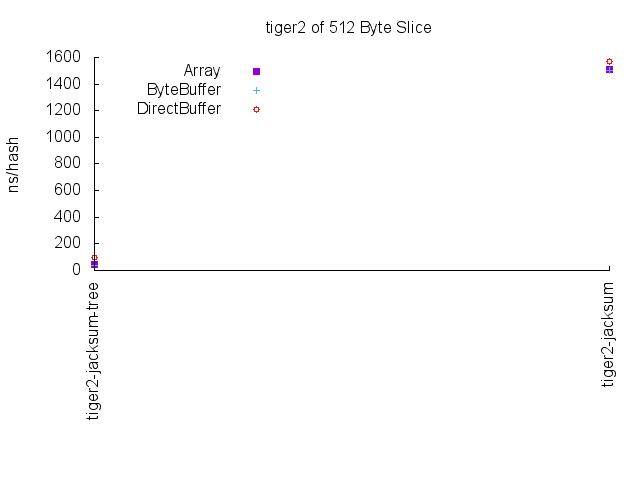 tiger2 of 512 Byte Slice
1600
1400
1200
1000
800
600
400
200
0
ns/hash
Array
ByteBuffer
DirectBuffer
tiger2-jacksum-tree
tiger2-jacksum